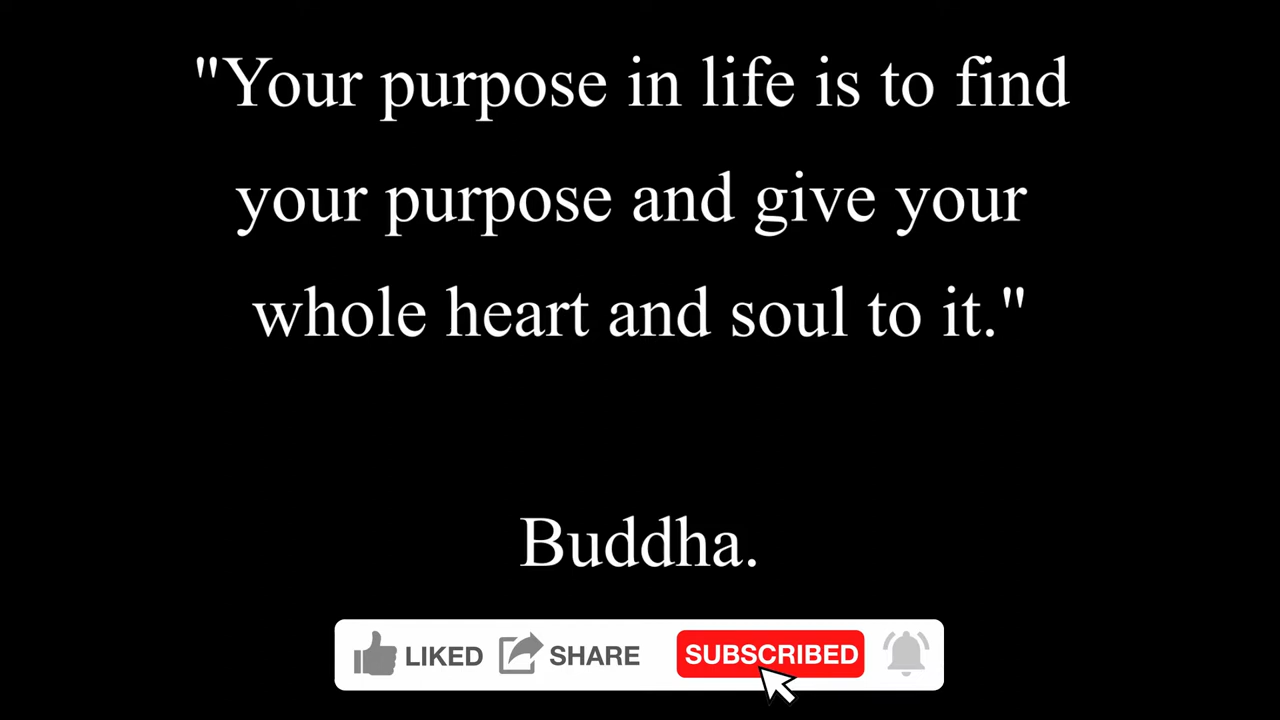 "Your purpose in life is to find
your purpose and give your
whole heart and soul to it."
Buddha.
LIKED SHARE SUBSCRIBED